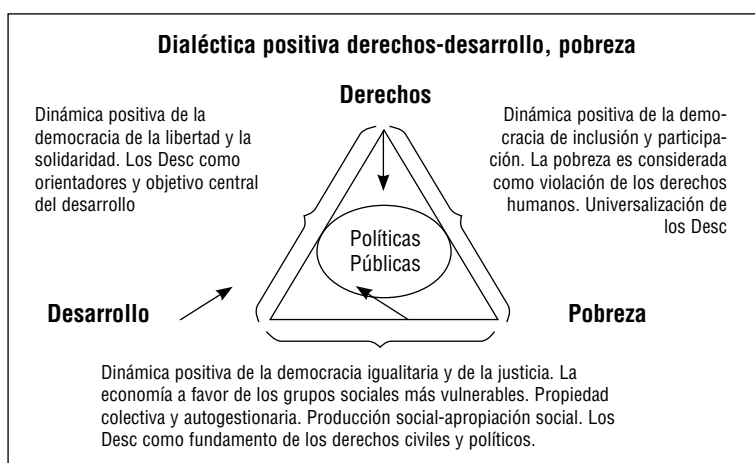 Dialéctica positiva derechos-desarrollo, pobreza
Derechos
Dinámica positiva de la
democracia de la libertad y la
solidaridad. Los Desc como
orientadores y objetivo central
del desarrollo
Dinámica positiva de la demo-
cracia de inclusión y participa-
ción. La pobreza es considerada
como violación de los derechos
humanos. Universalización de
los Desc
Políticas
Públicas
Desarrollo
Pobreza
Dinámica positiva de la democracia igualitaria y de la justicia. La
economía a favor de los grupos sociales más vulnerables. Propiedad
colectiva y autogestionaria. Producción social-apropiación social. Los
Desc como fundamento de los derechos civiles y políticos.